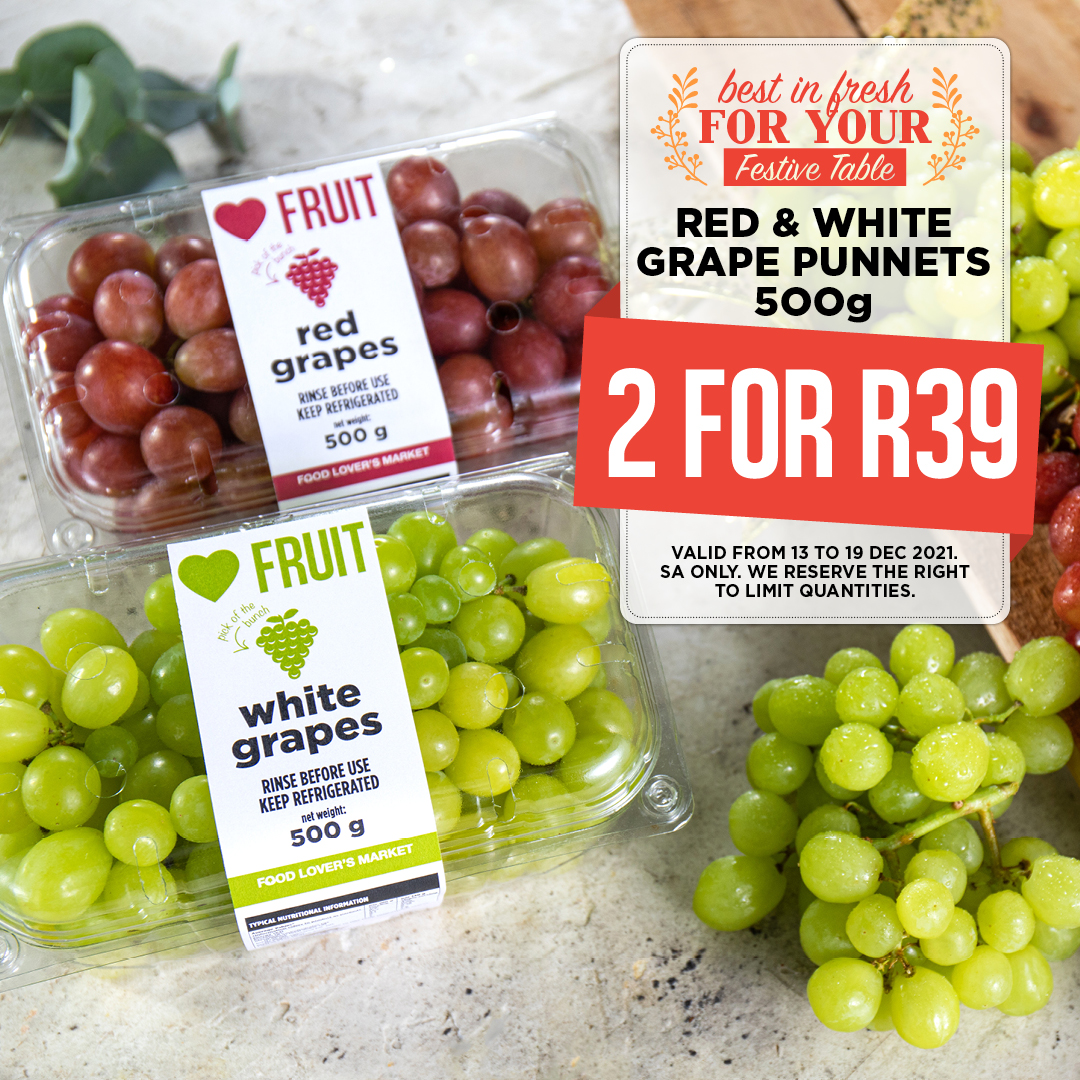 best in fresh
FOR YOUR
Festive Table
RED & WHITE
GRAPE PUNNETS
500g
2 FOR R39
VALID FROM 13 TO 19 DEC 2021.
SA ONLY. WE RESERVE THE RIGHT
TO LIMIT QUANTITIES.
FRUIT
pick of the
bunch
red
grapes
RINSE BEFORE USE
KEEP REFRIGERATED
net weight:
500 g
FOOD LOVER'S MARKET
FRUIT
pick of the
bunch
white
grapes
RINSE BEFORE USE
KEEP REFRIGERATED
net weight:
500 g
FOOD LOVER'S MARKET
TYPICAL NUTRITIONAL INFORMATION